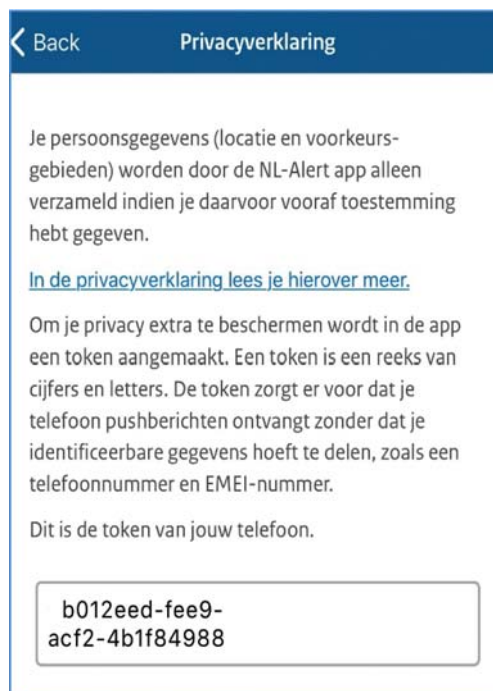 Back Privacyverklaring
Je persoonsgegevens (locatie en voorkeurs-
gebieden) worden door de NL-Alert app alleen
verzameld indien je daarvoor vooraf toestemming
hebt gegeven.
In de privacyverklaring lees je hierover meer.
Om je privacy extra te beschermen wordt in de app
een token aangemaakt. Een token is een reeks van
cijfers en letters. De token zorgt er voor dat je
telefoon pushberichten ontvangt zonder dat je
identificeerbare gegevens hoeft te delen, zoals een
telefoonnummer en EMEI-nummer.
Dit is de token van jouw telefoon.
b012eed-fee9-
acf2-4b1f84988